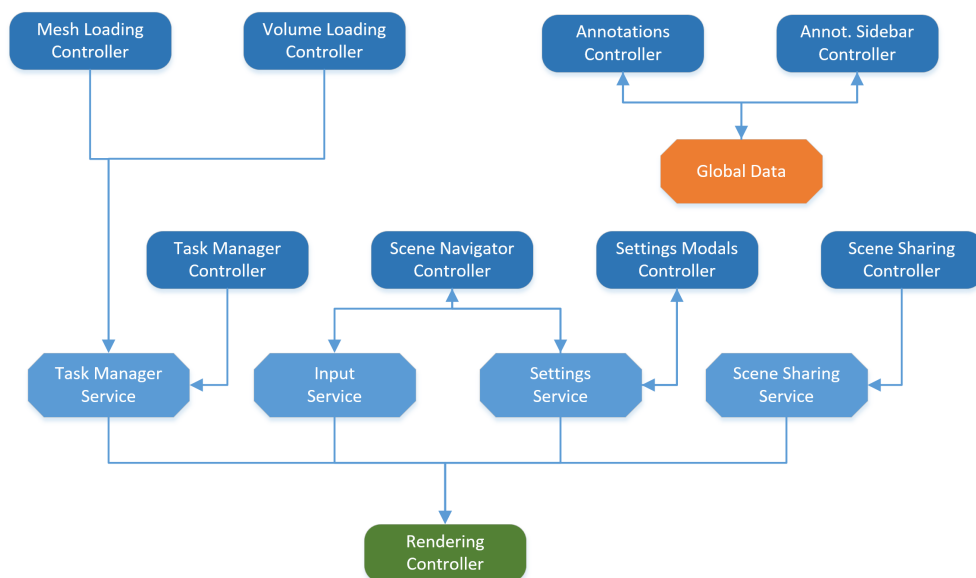 Mesh Loading
Controller
Volume Loading
Controller
Annotations
Controller
Annot. Sidebar
Controller
Global Data
Task Manager
Controller
Scene Navigator
Controller
Settings Modals
Controller
Scene Sharing
Controller
Task Manager
Service
Input
Service
Settings
Service
Scene Sharing
Service
Rendering
Controller